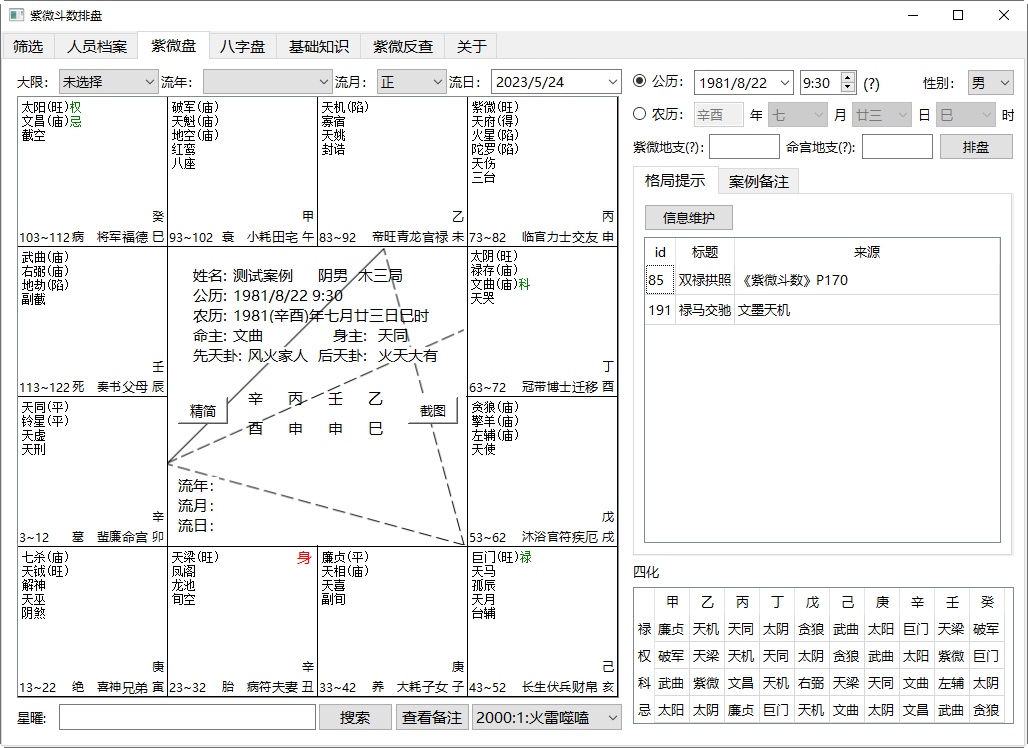 紫微斗数排盘
筛选 人员档案 紫微盘 八字盘 基础知识 紫微反查 关于
大限: 未选择 流年: 流月: 正 流日: 2023/5/24
太阳(旺)权
文昌(庙)忌
截空
癸
103~112 病 将军福德 巳
破军(庙)
天魁(庙)
地空(庙)
红鸾
八座
甲
93~102 衰 小耗田宅 午
天机(陷)
寡宿
天姚
封诰
乙
83~92 帝旺青龙官禄 未
紫微(旺)
天府(得)
火星(陷)
陀罗(陷)
天伤
三台
丙
73~82 临官力士交友 申
武曲(庙)
右弼(庙)
地劫(陷)
副截
壬
113~122 死 奏书父母 辰
姓名: 测试案例 阴男 木三局
公历: 1981/8/22 9:30
农历: 1981(辛酉)年七月廿三日巳时
命主: 文曲 身主: 天同
先天卦: 风火家人 后天卦: 火天大有
精简 辛 丙 壬 乙 截图
酉 申 申 巳
流年:
流月:
流日:
太阴(旺)
禄存(庙)
文曲(庙)科
天哭
丁
63~72 冠带博士迁移 酉
天同(平)
铃星(平)
天虚
天刑
辛
3~12 墓 蜚廉命宫 卯
贪狼(庙)
擎羊(庙)
左辅(庙)
天使
戊
53~62 沐浴官符疾厄 戌
七杀(庙)
天钺(旺)
解神
天巫
阴煞
庚
13~22 绝 喜神兄弟 寅
天梁(旺) 身
凤阁
龙池
旬空
辛
23~32 胎 病符夫妻 丑
廉贞(平)
天相(庙)
天喜
副旬
庚
33~42 养 大耗子女 子
巨门(旺)禄
天马
孤辰
天月
台辅
己
43~52 长生伏兵财帛 亥
星曜: 搜索 查看备注 2000:1:火雷噬嗑
公历: 1981/8/22 9:30 (?) 性别: 男
农历: 辛酉 年 七 月 廿三 日 巳 时
紫微地支(?): 命宫地支(?): 排盘
格局提示 案例备注
信息维护
id 标题 来源
85 双禄拱照 《紫微斗数》P170
191 禄马交驰 文墨天机
四化
甲 乙 丙 丁 戊 己 庚 辛 壬 癸
禄 廉贞 天机 天同 太阴 贪狼 武曲 太阳 巨门 天梁 破军
权 破军 天梁 天机 天同 太阴 贪狼 武曲 太阳 紫微 巨门
科 武曲 紫微 文昌 天机 右弼 天梁 天同 文曲 左辅 太阴
忌 太阳 太阴 廉贞 巨门 天机 文曲 太阴 文昌 武曲 贪狼